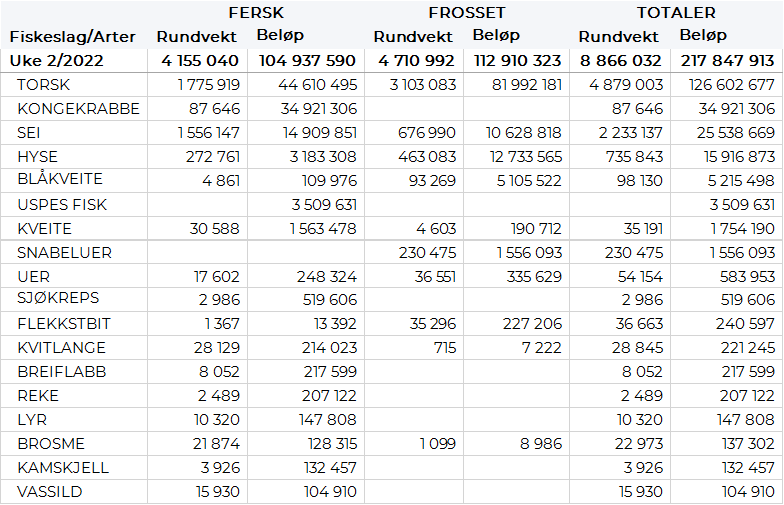 FERSK FROSSET TOTALER
Fiskeslag/Arter Rundvekt Beløp Rundvekt Beløp Rundvekt Beløp
Uke 2/2022 4 155 040 104 937 590 4 710 992 112 910 323 8 866 032 217 847 913
TORSK 1 775 919 44 610 495 3 103 083 81 992 181 4 879 003 126 602 677
KONGEKRABBE 87 646 34 921 306 87 646 34 921 306
SEI 1 556 147 14 909 851 676 990 10 628 818 2 233 137 25 538 669
HYSE 272 761 3 183 308 463 083 12 733 565 735 843 15 916 873
BLÅKVEITE 4 861 109 976 93 269 5 105 522 98 130 5 215 498
USPES FISK 3 509 631 3 509 631
KVEITE 30 588 1 563 478 4 603 190 712 35 191 1 754 190
SNABELUER 230 475 1 556 093 230 475 1 556 093
UER 17 602 248 324 36 551 335 629 54 154 583 953
SJØKREPS 2 986 519 606 2 986 519 606
FLEKKSTBIT 1 367 13 392 35 296 227 206 36 663 240 597
KVITLANGE 28 129 214 023 715 7 222 28 845 221 245
BREIFLABB 8 052 217 599 8 052 217 599
REKE 2 489 207 122 2 489 207 122
LYR 10 320 147 808 10 320 147 808
BROSME 21 874 128 315 1 099 8 986 22 973 137 302
KAMSKJELL 3 926 132 457 3 926 132 457
VASSILD 15 930 104 910 15 930 104 910